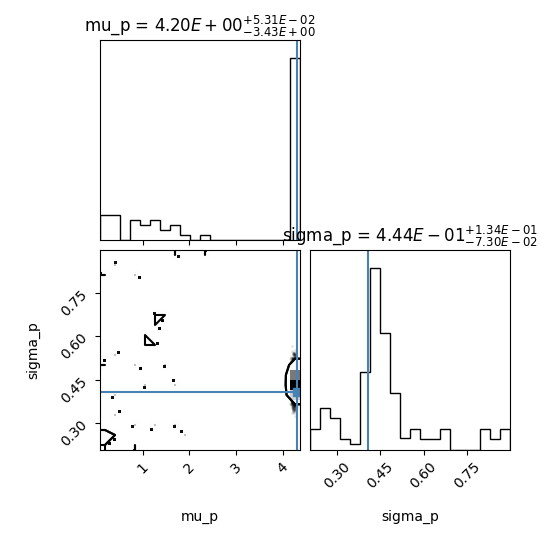 mu_p = 4.20E + 00+5.31E − 02 −3.43E + 00
sigma_p = 4.44E − 01+1.34E − 01 −7.30E − 02
sigma_p
0.75
0.60
0.45
0.30
1 2 3 4
0.30 0.45 0.60 0.75
mu_p
sigma_p